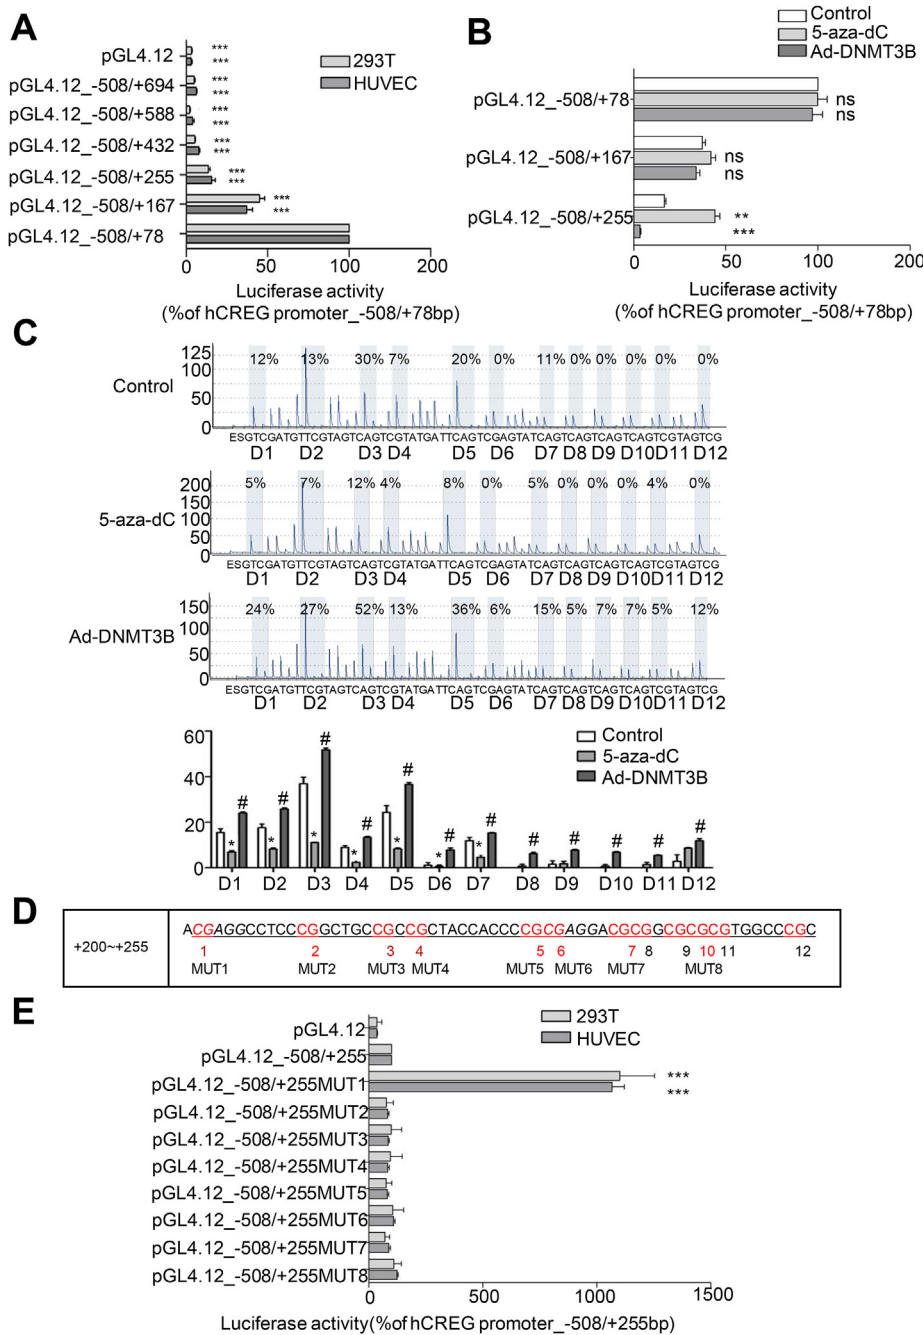 A
293T
HUVEC
pGL4.12 *** ***
pGL4.12_-508/+694 *** ***
pGL4.12_-508/+588 *** ***
pGL4.12_-508/+432 *** ***
pGL4.12_-508/+255 *** ***
pGL4.12_-508/+167 *** ***
pGL4.12_-508/+78
0 50 100 200
Luciferase activity
(%of hCREG promoter_-508/+78bp)
B
Control
5-aza-dC
Ad-DNMT3B
pGL4.12_-508/+78 ns ns
pGL4.12_-508/+167 ns ns
pGL4.12_-508/+255 ** ***
0 50 100 200
Luciferase activity
(%of hCREG promoter_-508/+78bp)
C
Control
125
100
50
0
12% 13% 30% 7% 20% 0% 11% 0% 0% 0% 0% 0%
ESGTCGATGTTCGTAGTCAGTCGTATGATTCAGTCGAGTATCAGTCAGTCAGTCAGTCGTAGTCG
D1 D2 D3 D4 D5 D6 D7 D8 D9 D10 D11 D12
5-aza-dC
200
150
100
50
0
5% 7% 12% 4% 8% 0% 5% 0% 0% 0% 4% 0%
ESGTCGATGTTCGTAGTCAGTCGTATGATTCAGTCGAGTATCAGTCAGTCAGTCAGTCGTAGTCG
D1 D2 D3 D4 D5 D6 D7 D8 D9 D10 D11 D12
Ad-DNMT3B
150
100
50
0
24% 27% 52% 13% 36% 6% 15% 5% 7% 7% 5% 12%
ESGTCGATGTTCGTAGTCAGTCGTATGATTCAGTCGAGTATCAGTCAGTCAGTCAGTCGTAGTCG
D1 D2 D3 D4 D5 D6 D7 D8 D9 D10 D11 D12
Control
5-aza-dC
Ad-DNMT3B
60
40
20
0
* # * # * # * # * # * # * # # # # # #
D1 D2 D3 D4 D5 D6 D7 D8 D9 D10 D11 D12
D
+200~+255
ACGAGGCCTCCCCGGCTGCCGCCGCTACCACCCCCGCGAGGACGCGGCGCGCGTGGCCCCGC
1 2 3 4 5 6 7 8 9 10 11 12
MUT1 MUT2 MUT3 MUT4 MUT5 MUT6 MUT7 MUT8
E
293T
HUVEC
pGL4.12
pGL4.12_-508/+255
pGL4.12_-508/+255MUT1 *** ***
pGL4.12_-508/+255MUT2
pGL4.12_-508/+255MUT3
pGL4.12_-508/+255MUT4
pGL4.12_-508/+255MUT5
pGL4.12_-508/+255MUT6
pGL4.12_-508/+255MUT7
pGL4.12_-508/+255MUT8
0 500 1000 1500
Luciferase activity(%of hCREG promoter_-508/+255bp)